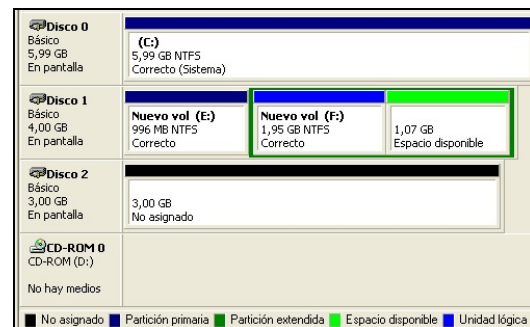 Disco 0
Básico
5,99 GB
En pantalla
(C:)
5,99 GB NTFS
Correcto (Sistema)
Disco 1
Básico
4,00 GB
En pantalla
Nuevo vol (E:)
996 MB NTFS
Correcto
Nuevo vol (F:)
1,95 GB NTFS
Correcto
1,07 GB
Espacio disponible
Disco 2
Básico
3,00 GB
En pantalla
3,00 GB
No asignado
CD-ROM 0
CD-ROM (D:)
No hay medios
No asignado Partición primaria Partición extendida Espacio disponible Unidad lógica